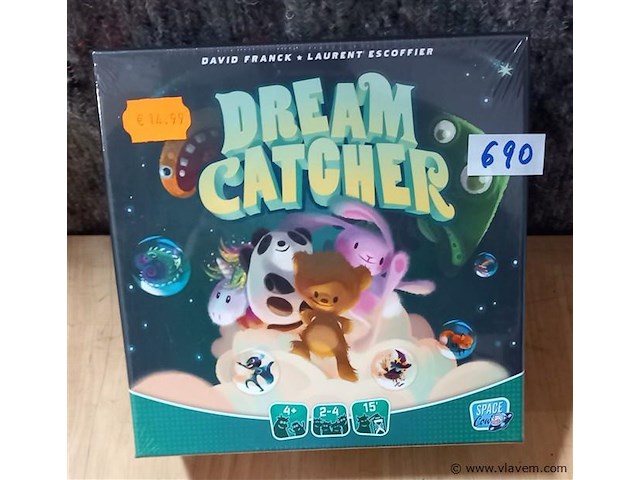 DAVID FRANCK ★ LAURENT ESCOFFIER
€ 14.99
DREAM
CATCHER
690
4+
2-4
15'
SPACE
Cow
© www.vlavem.com